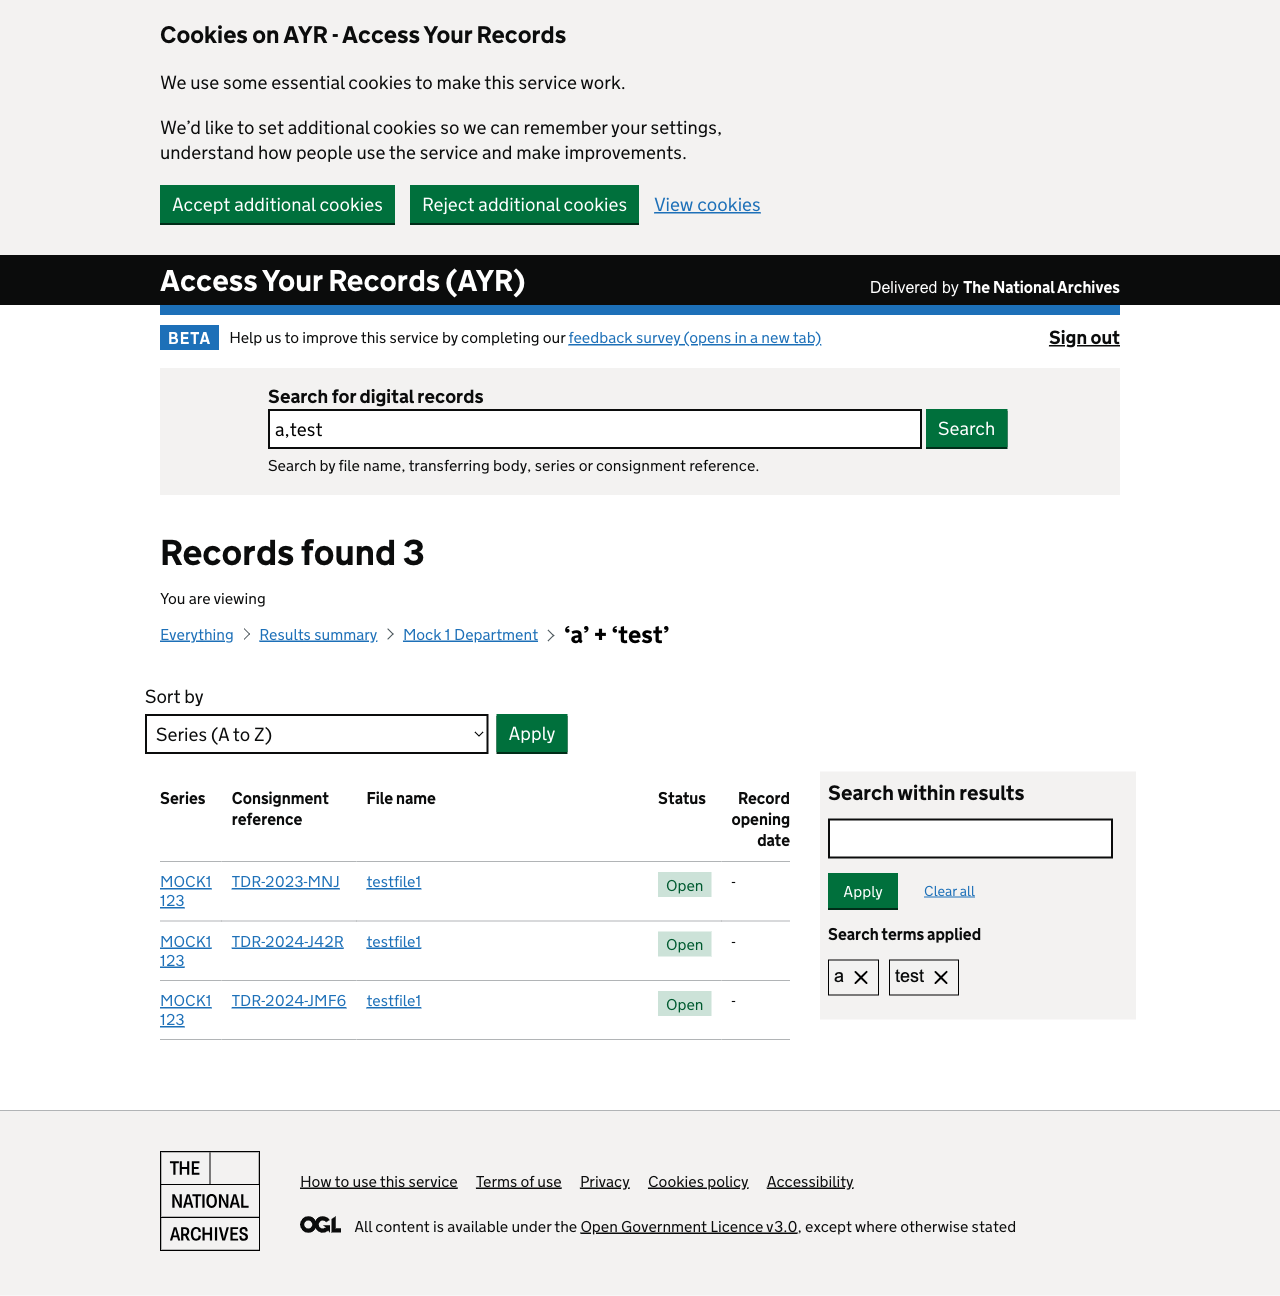 Cookies on AYR - Access Your Records
We use some essential cookies to make this service work.
We’d like to set additional cookies so we can remember your settings,
understand how people use the service and make improvements.
Accept additional cookies Reject additional cookies View cookies
Access Your Records (AYR) Delivered by The National Archives
BETA Help us to improve this service by completing our feedback survey (opens in a new tab) Sign out
Search for digital records
a,test Search
Search by file name, transferring body, series or consignment reference.
Records found 3
You are viewing
Everything Results summary Mock 1 Department ‘a’ + ‘test’
Sort by
Series (A to Z) Apply
Series Consignment reference File name Status Record opening date
MOCK1 123 TDR-2023-MNJ testfile1 Open -
MOCK1 123 TDR-2024-J42R testfile1 Open -
MOCK1 123 TDR-2024-JMF6 testfile1 Open -
Search within results
Apply Clear all
Search terms applied
a test
THE
NATIONAL
ARCHIVES
How to use this service Terms of use Privacy Cookies policy Accessibility
OGL All content is available under the Open Government Licence v3.0, except where otherwise stated